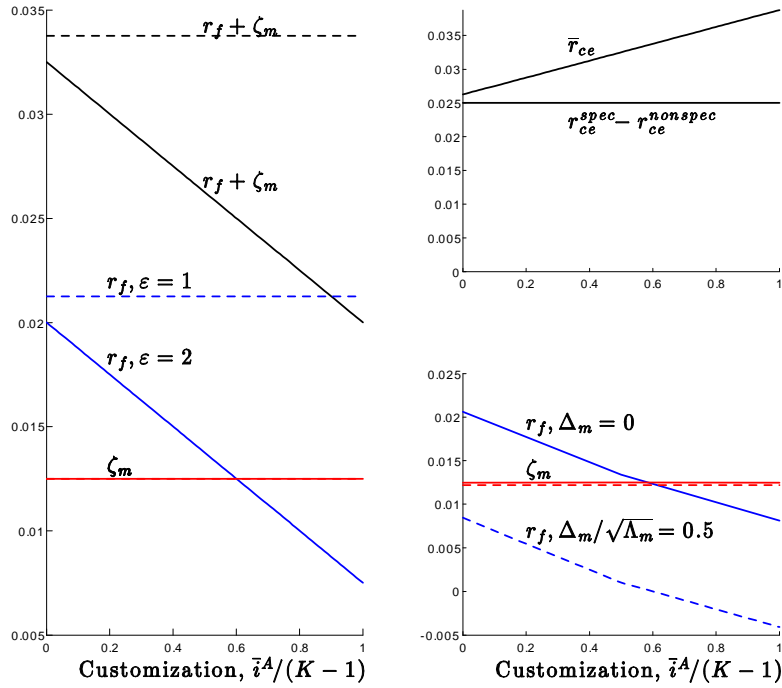 0.035
r_f + ζ_m
0.03
r_f + ζ_m
0.025
r_f, ε = 1
0.02
r_f, ε = 2
0.015
ζ_m
0.01
0.005
0 0.2 0.4 0.6 0.8 1
Customization, i̅^A/(K − 1)
0.035
r̅_ce
0.03
0.025
r_ce^spec − r_ce^nonspec
0.02
0.015
0.01
0.005
0
0 0.2 0.4 0.6 0.8 1
0.025
0.02
r_f, Δ_m = 0
0.015
ζ_m
0.01
r_f, Δ_m/√Λ_m = 0.5
0.005
0
-0.005
0 0.2 0.4 0.6 0.8 1
Customization, i̅^A/(K − 1)